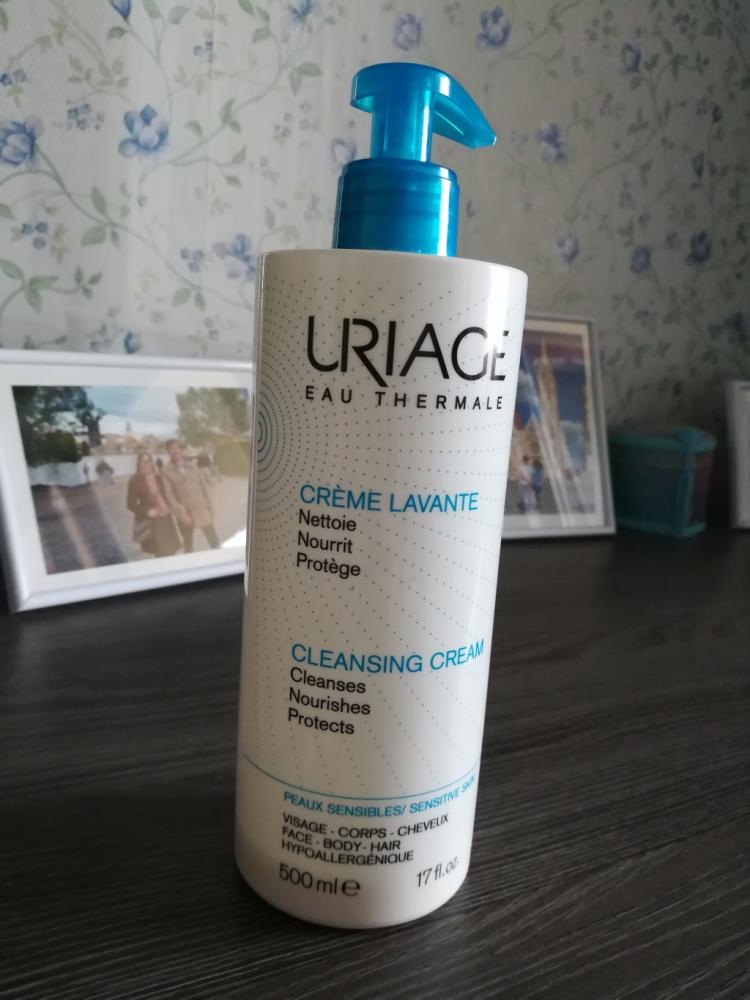 URIAGE
EAU THERMALE
CRÈME LAVANTE
Nettoie
Nourrit
Protège
CLEANSING CREAM
Cleanses
Nourishes
Protects
PEAUX SENSIBLES/ SENSITIVE SKIN
VISAGE - CORPS - CHEVEUX
FACE - BODY - HAIR
HYPOALLERGÉNIQUE
500 ml e 17 fl.oz.